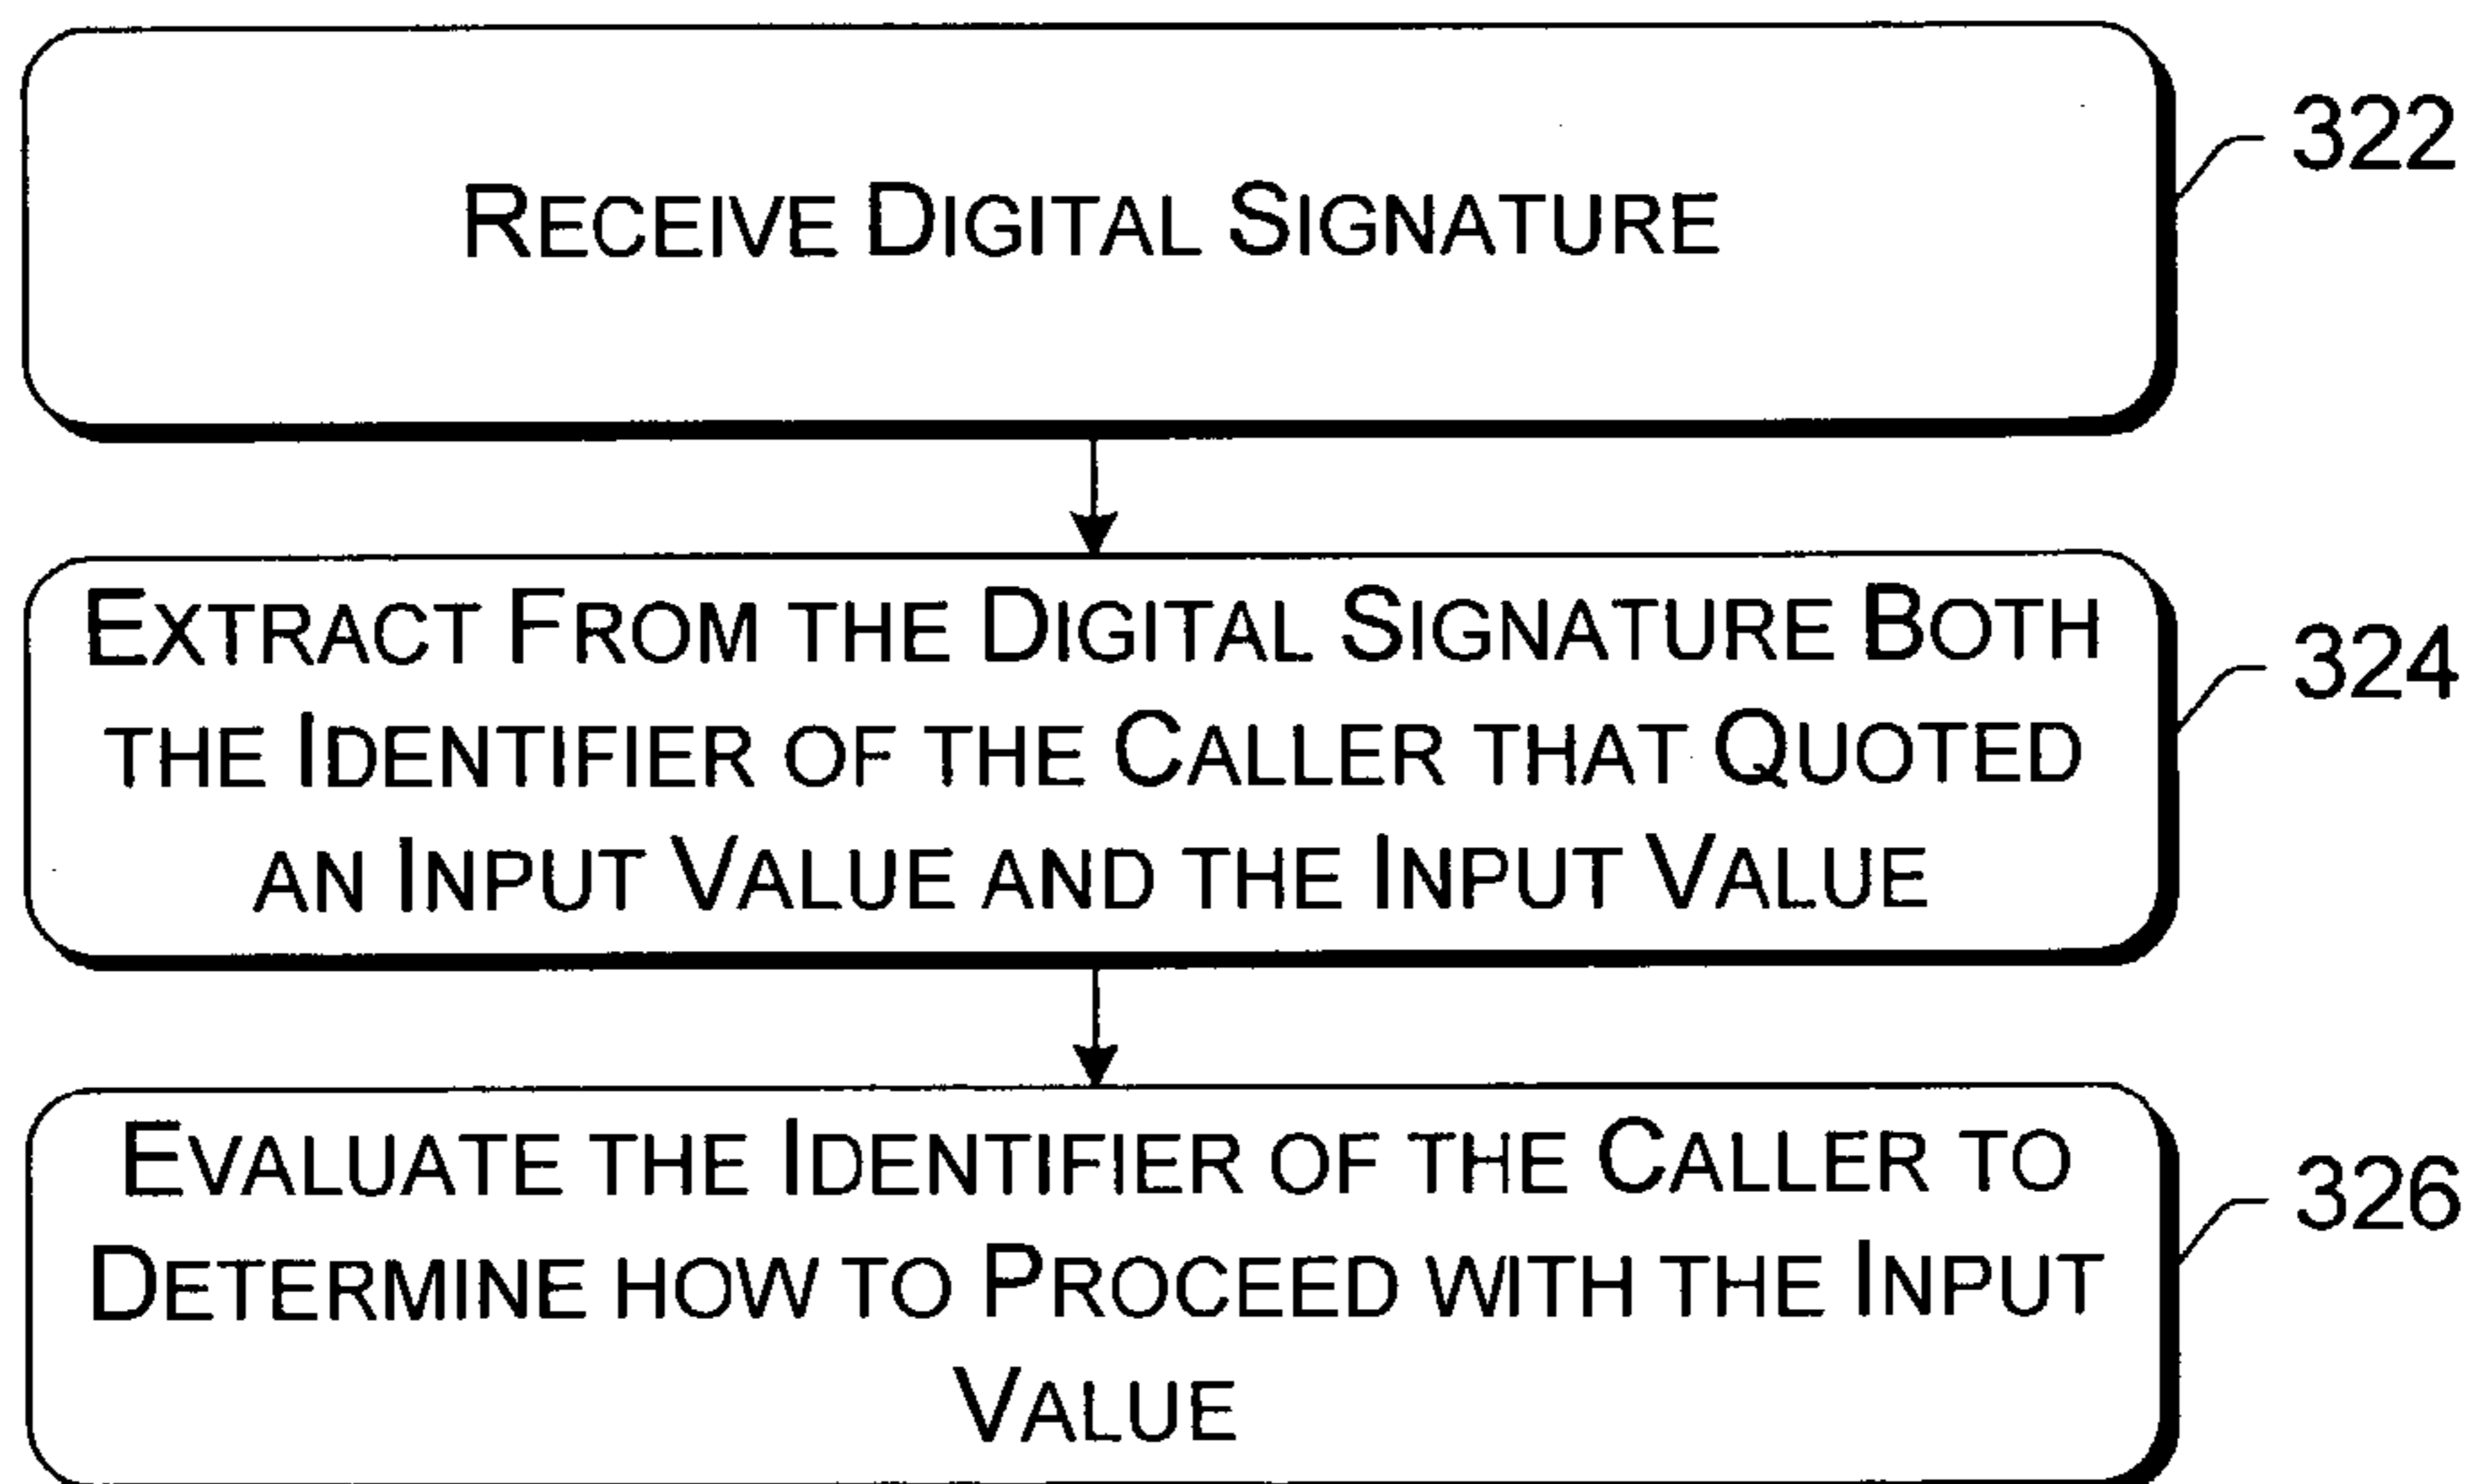 RECEIVE DIGITAL SIGNATURE
322
EXTRACT FROM THE DIGITAL SIGNATURE BOTH
THE IDENTIFIER OF THE CALLER THAT QUOTED
AN INPUT VALUE AND THE INPUT VALUE
324
EVALUATE THE IDENTIFIER OF THE CALLER TO
DETERMINE HOW TO PROCEED WITH THE INPUT
VALUE
326